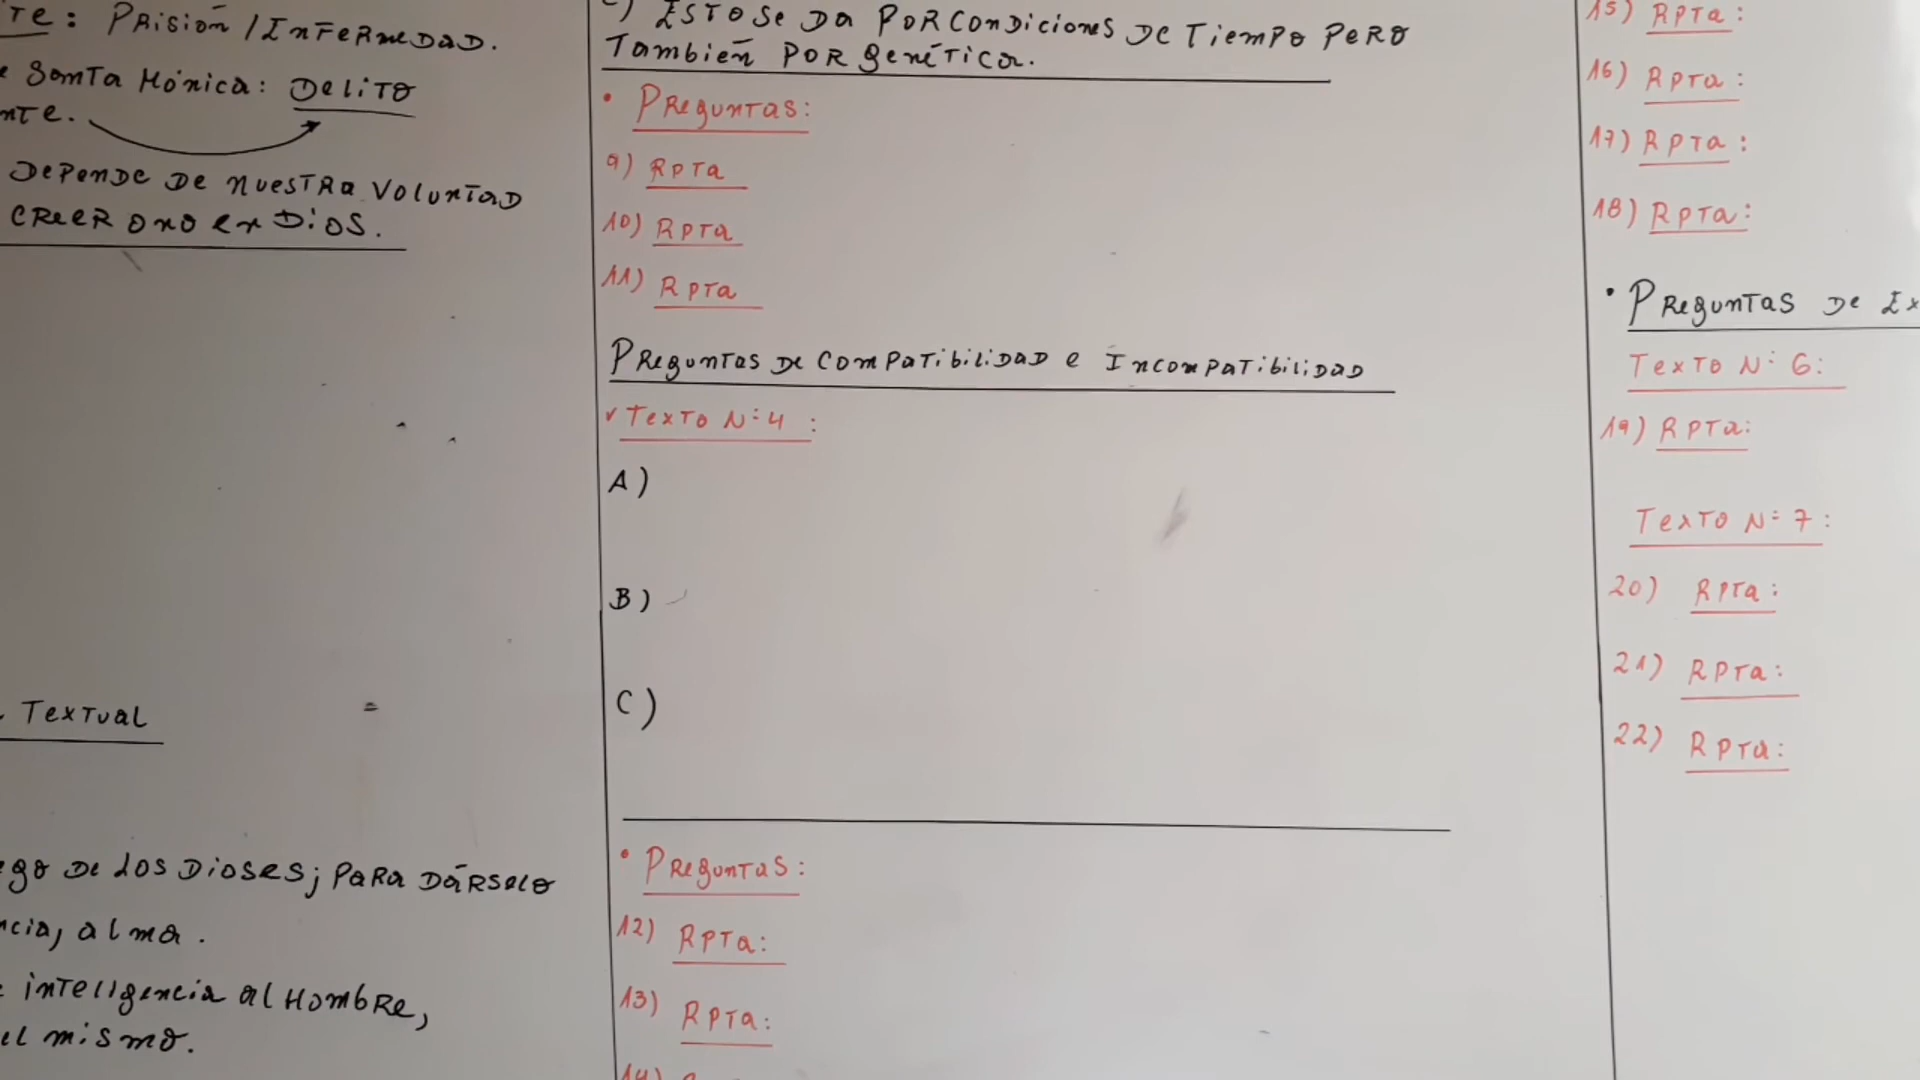 TE: PRISIÓN / INFERMEDAD.
SANTA MÓNICA: DELITO
NTE.
DEPENDE DE NUESTRA VOLUNTAD
CREER O NO EN DIOS.
TEXTUAL
DE LOS DIOSES; PARA DÁRSELO
ncia, alma.
inteligencia al HOMBRE,
el mismo.
ESTO SE DA POR CONDICIONES DE TIEMPO PERO
TAMBIÉN POR GENÉTICA.
• PREGUNTAS:
9) RPTA
10) RPTA
11) RPTA
PREGUNTAS DE COMPATIBILIDAD e INCOMPATIBILIDAD
✓ TEXTO N: 4 :
A)
B)
C)
• PREGUNTAS:
12) RPTA:
13) RPTA:
14)
15) RPTA:
16) RPTA:
17) RPTA:
18) RPTA:
• PREGUNTAS DE EX
TEXTO N: 6:
19) RPTA:
TEXTO N: 7:
20) RPTA:
21) RPTA:
22) RPTA: